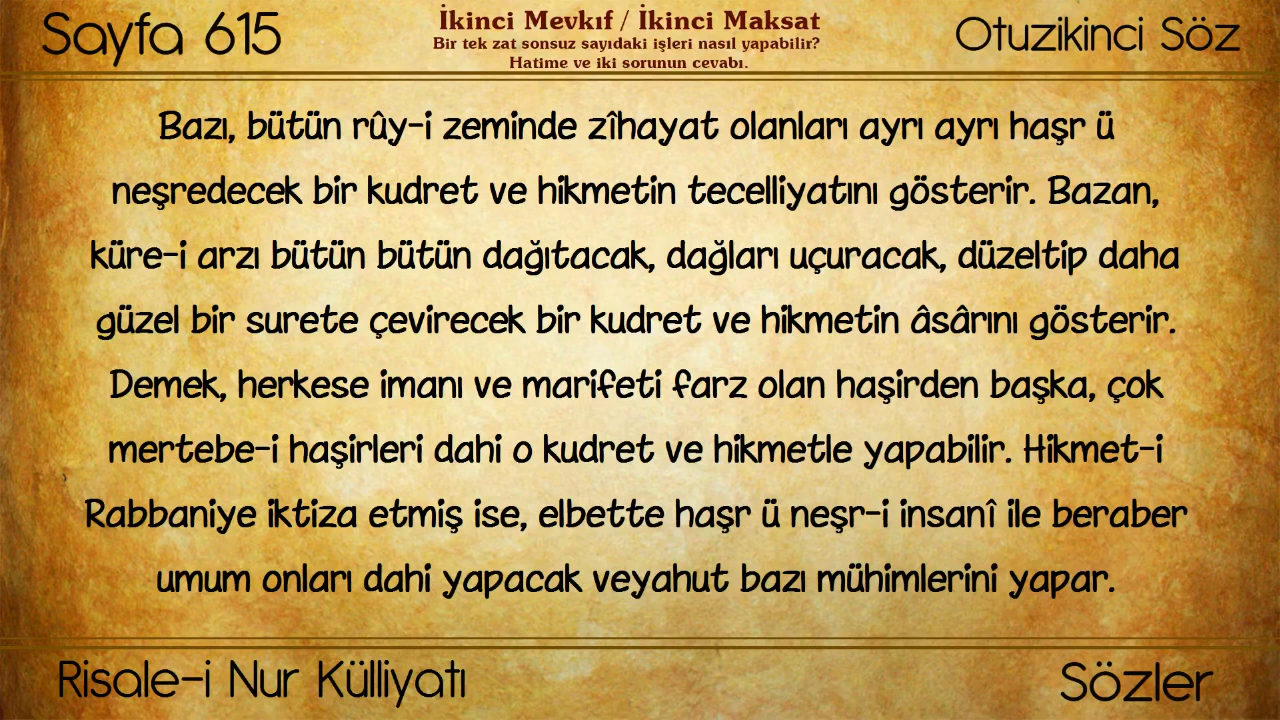 Sayfa 615
İkinci Mevkıf / İkinci Maksat
Bir tek zat sonsuz sayıdaki işleri nasıl yapabilir?
Hatime ve iki sorunun cevabı.
Otuzikinci Söz
Bazı, bütün rûy-i zeminde zîhayat olanları ayrı ayrı haşr ü
neşredecek bir kudret ve hikmetin tecelliyatını gösterir. Bazan,
küre-i arzı bütün bütün dağıtacak, dağları uçuracak, düzeltip daha
güzel bir surete çevirecek bir kudret ve hikmetin âsârını gösterir.
Demek, herkese imanı ve marifeti farz olan haşirden başka, çok
mertebe-i haşirleri dahi o kudret ve hikmetle yapabilir. Hikmet-i
Rabbaniye iktiza etmiş ise, elbette haşr ü neşr-i insanî ile beraber
umum onları dahi yapacak veyahut bazı mühimlerini yapar.
Risale-i Nur Külliyatı
Sözler